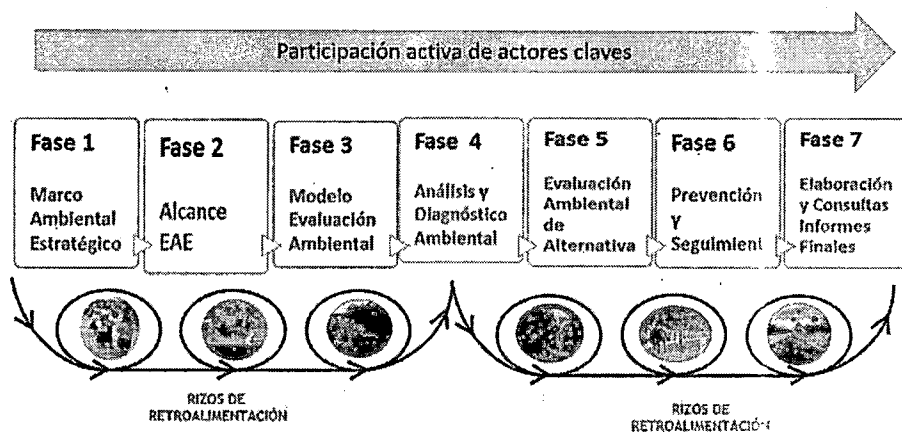 Participación activa de actores claves
Fase 1
Marco
Ambiental
Estratégico
Fase 2
Alcance
EAE
Fase 3
Modelo
Evaluación
Ambiental
Fase 4
Análisis y
Diagnóstico
Ambiental
Fase 5
Evaluación
Ambiental
de
Alternativa
Fase 6
Prevención
Y
Seguimient
Fase 7
Elaboración
y Consultas
Informes
Finales
RIZOS DE
RETROALIMENTACIÓN
RIZOS DE
RETROALIMENTACIÓN